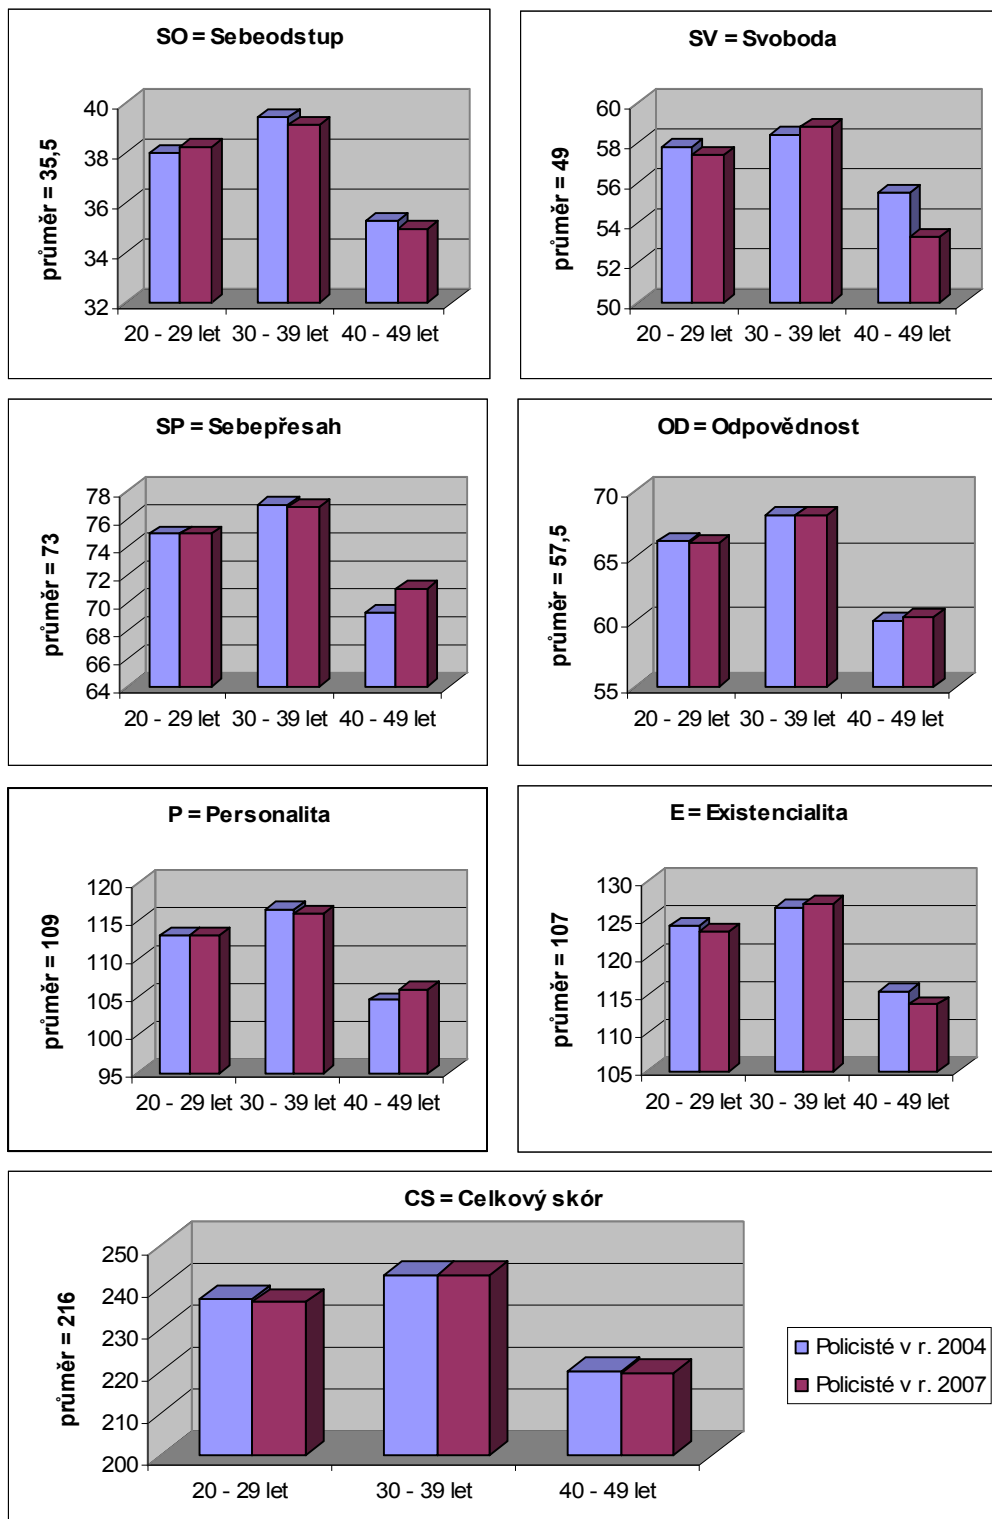 SO = Sebeodstup
průměr = 35,5
40
38
36
34
32
20 - 29 let 30 - 39 let 40 - 49 let
SV = Svoboda
průměr = 49
60
58
56
54
52
50
20 - 29 let 30 - 39 let 40 - 49 let
SP = Sebepřesah
průměr = 73
78
76
74
72
70
68
66
64
20 - 29 let 30 - 39 let 40 - 49 let
OD = Odpovědnost
průměr = 57,5
70
65
60
55
20 - 29 let 30 - 39 let 40 - 49 let
P = Personalita
průměr = 109
120
115
110
105
100
95
20 - 29 let 30 - 39 let 40 - 49 let
E = Existencialita
průměr = 107
130
125
120
115
110
105
20 - 29 let 30 - 39 let 40 - 49 let
CS = Celkový skór
průměr = 216
250
240
230
220
210
200
20 - 29 let 30 - 39 let 40 - 49 let
Policisté v r. 2004
Policisté v r. 2007